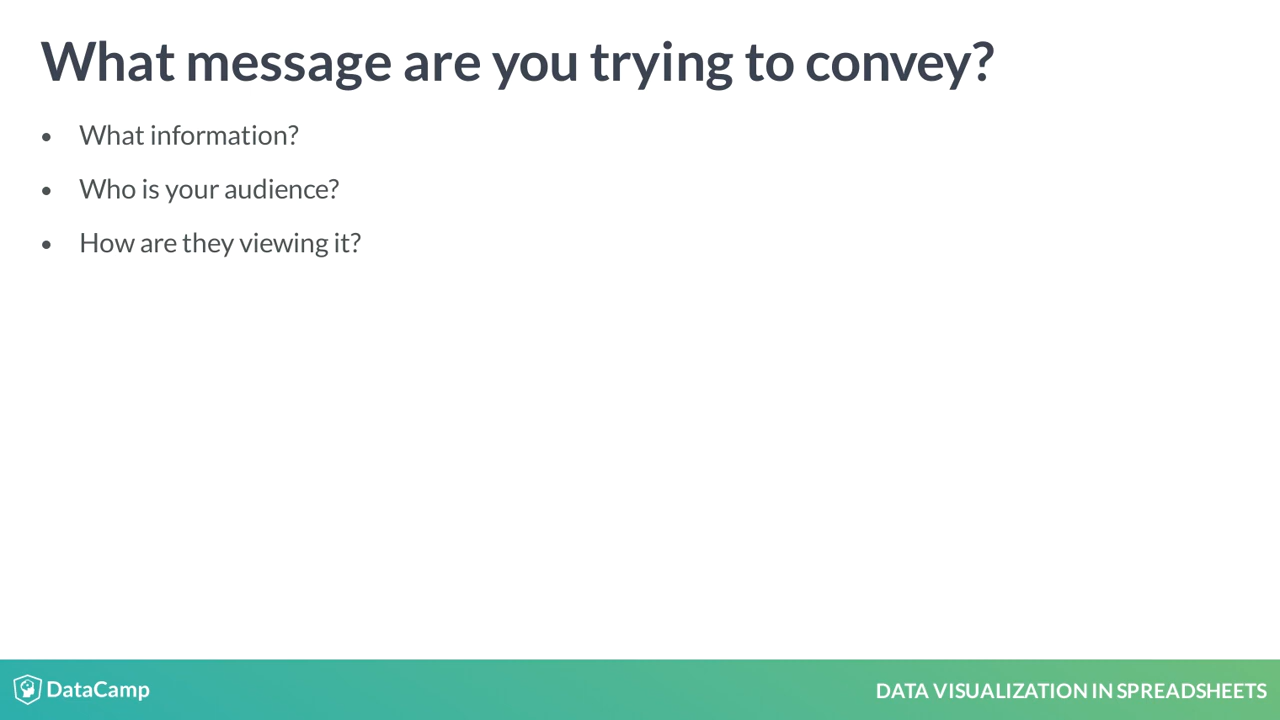 What message are you trying to convey?
• What information?
• Who is your audience?
• How are they viewing it?
DataCamp
DATA VISUALIZATION IN SPREADSHEETS